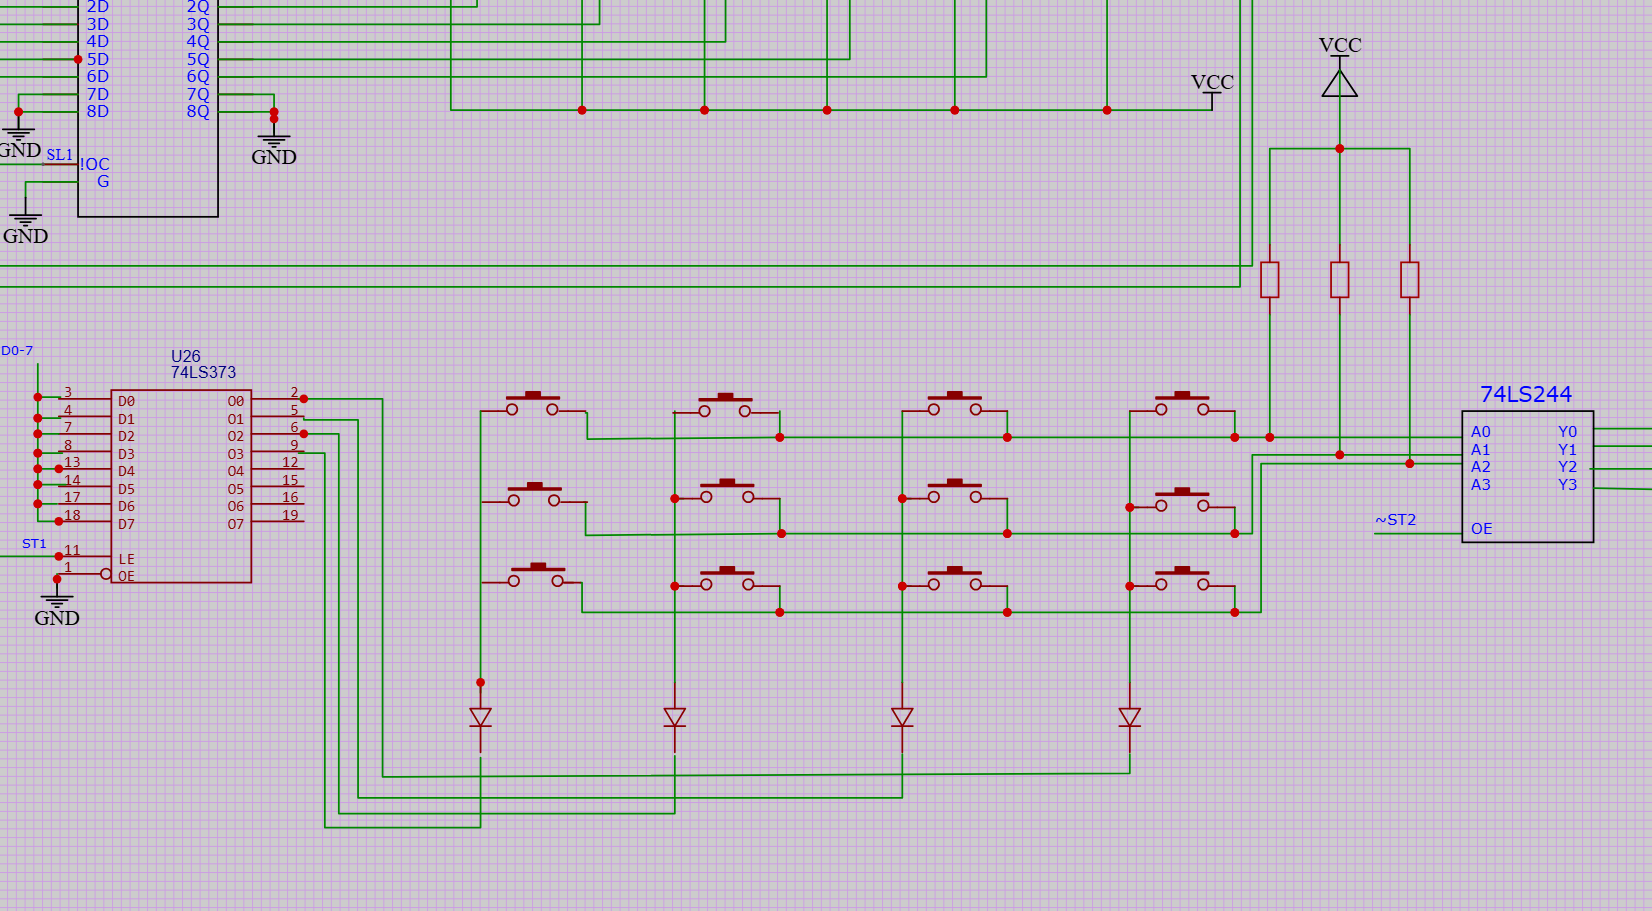 2D 2Q
3D 3Q
4D 4Q
5D 5Q
6D 6Q
7D 7Q
8D 8Q
GND
GND
SL1 !OC
G
GND
VCC
VCC
D0-7
U26
74LS373
3 D0 O0 2
4 D1 O1 5
7 D2 O2 6
8 D3 O3 9
13 D4 O4 12
14 D5 O5 15
17 D6 O6 16
18 D7 O7 19
ST1
11 LE
1 OE
GND
74LS244
A0 Y0
A1 Y1
A2 Y2
A3 Y3
~ST2
OE